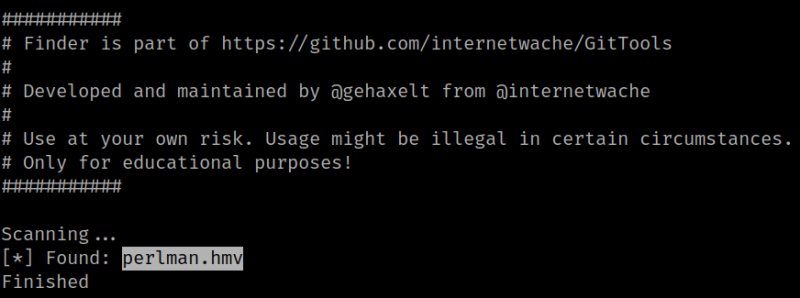 ###########
# Finder is part of https://github.com/internetwache/GitTools
#
# Developed and maintained by @gehaxelt from @internetwache
#
# Use at your own risk. Usage might be illegal in certain circumstances.
# Only for educational purposes!
###########
Scanning...
[*] Found: perlman.hmv
Finished